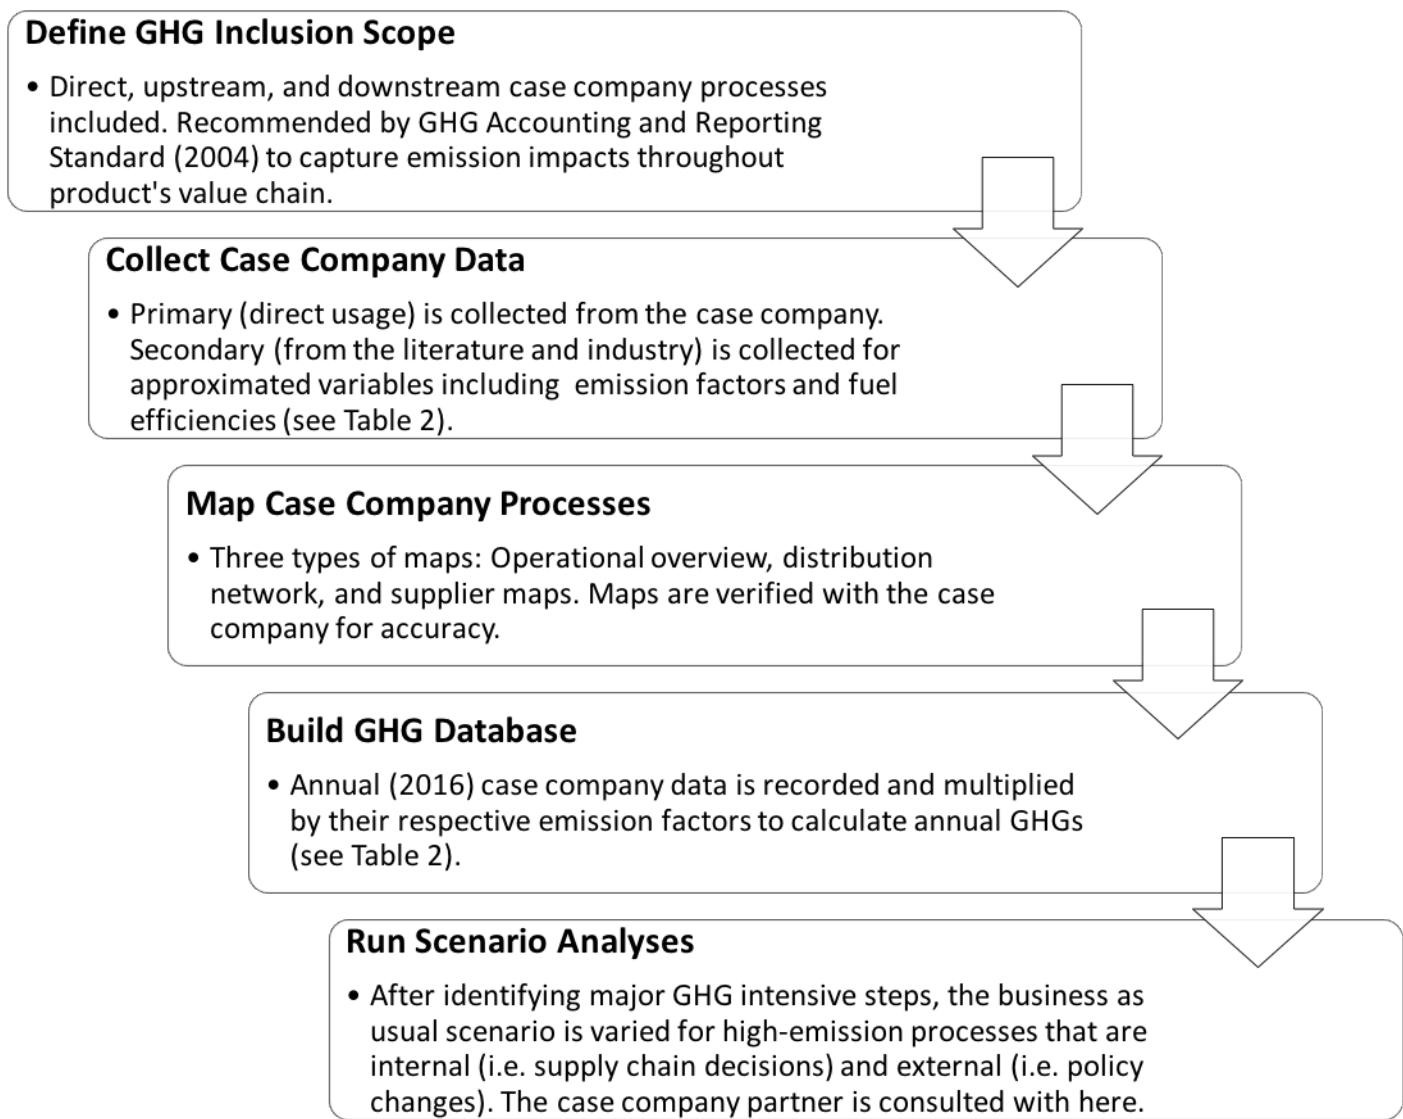 Define GHG Inclusion Scope
• Direct, upstream, and downstream case company processes
included. Recommended by GHG Accounting and Reporting
Standard (2004) to capture emission impacts throughout
product's value chain.
Collect Case Company Data
• Primary (direct usage) is collected from the case company.
Secondary (from the literature and industry) is collected for
approximated variables including  emission factors and fuel
efficiencies (see Table 2).
Map Case Company Processes
• Three types of maps: Operational overview, distribution
network, and supplier maps. Maps are verified with the case
company for accuracy.
Build GHG Database
• Annual (2016) case company data is recorded and multiplied
by their respective emission factors to calculate annual GHGs
(see Table 2).
Run Scenario Analyses
• After identifying major GHG intensive steps, the business as
usual scenario is varied for high-emission processes that are
internal (i.e. supply chain decisions) and external (i.e. policy
changes). The case company partner is consulted with here.